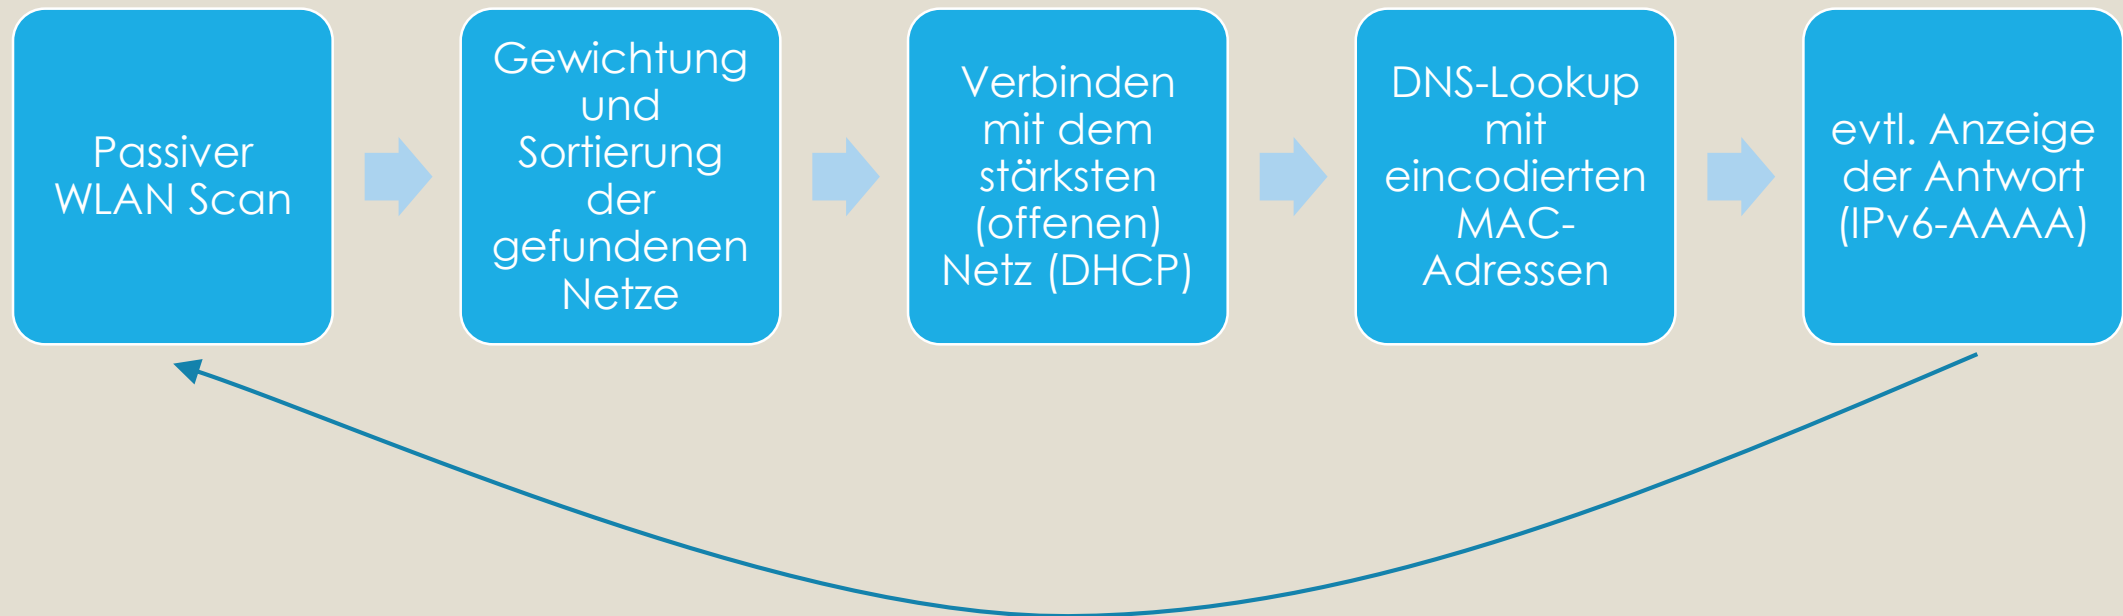 Passiver
WLAN Scan
Gewichtung
und
Sortierung
der
gefundenen
Netze
Verbinden
mit dem
stärksten
(offenen)
Netz (DHCP)
DNS-Lookup
mit
eincodierten
MAC-
Adressen
evtl. Anzeige
der Antwort
(IPv6-AAAA)